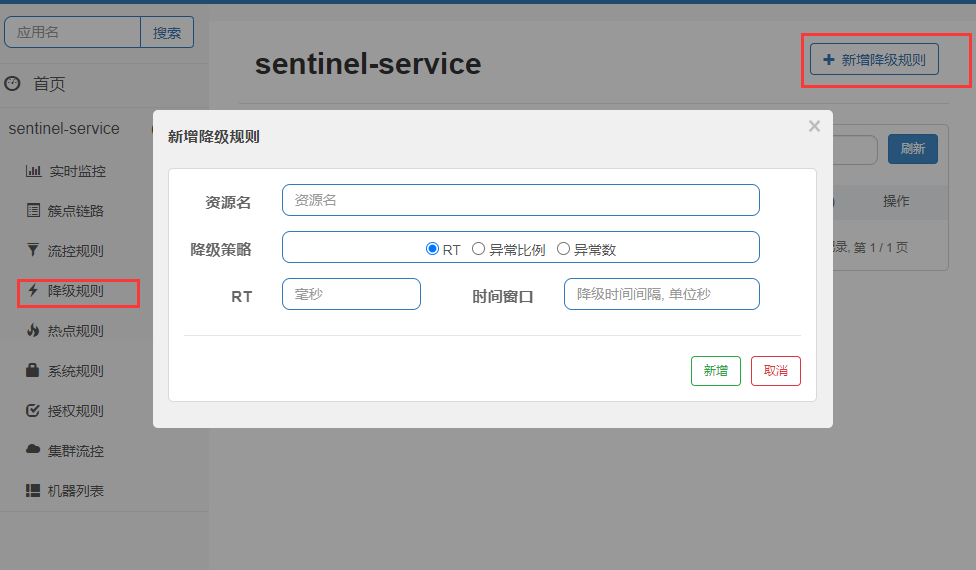 应用名 搜索
首页
sentinel-service
实时监控
簇点链路
流控规则
降级规则
热点规则
系统规则
授权规则
集群流控
机器列表
sentinel-service
新增降级规则
刷新
操作
录, 第 1 / 1 页
新增降级规则
×
资源名 资源名
降级策略 RT 异常比例 异常数
RT 毫秒 时间窗口 降级时间间隔, 单位秒
新增 取消